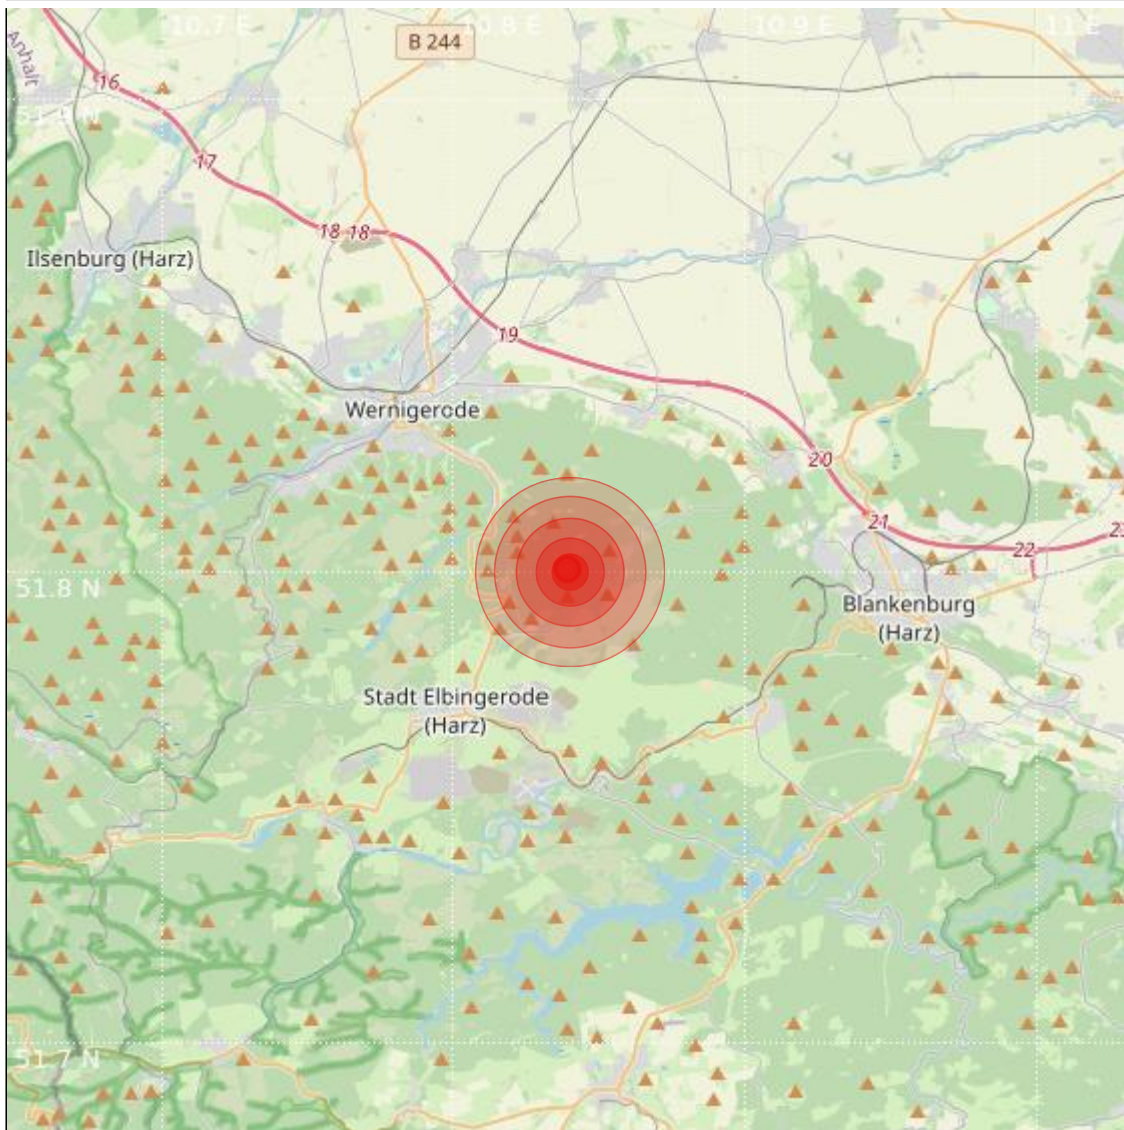 10.7 E
10.8 E
10.9 E
11 E
B 244
Anhalt
16
51.9 N
17
18 18
Ilsenburg (Harz)
19
Wernigerode
20
21
22
51.8 N
Blankenburg
(Harz)
Stadt Elbingerode
(Harz)
51.7 N